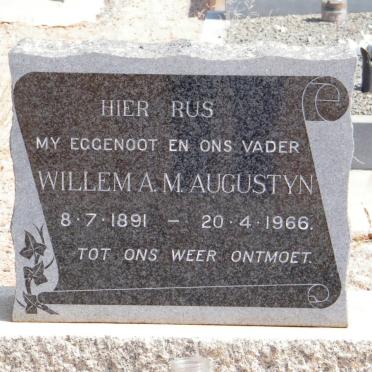 HIER RUS
MY EGGENOOT EN ONS VADER
WILLEM A. M. AUGUSTYN
8·7·1891 – 20·4·1966.
TOT ONS WEER ONTMOET.